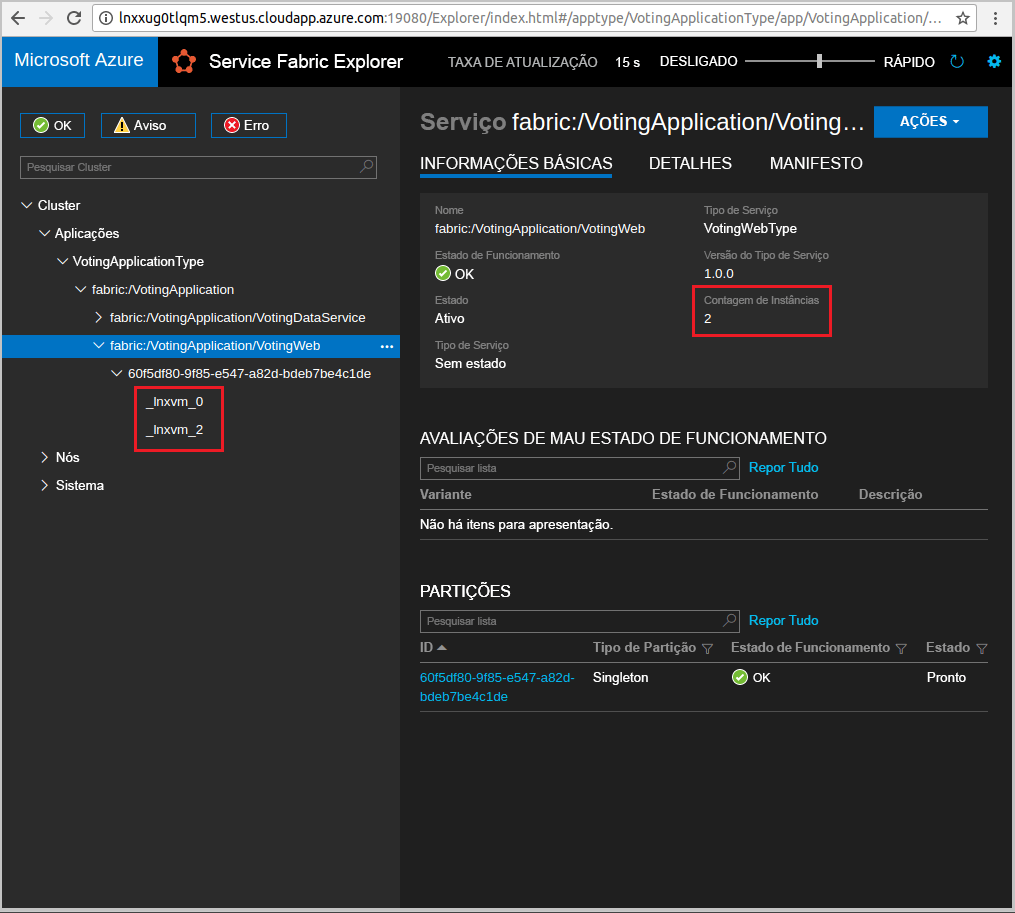 lnxxug0tlqm5.westus.cloudapp.azure.com:19080/Explorer/index.html#/apptype/VotingApplicationType/app/VotingApplication/...
Microsoft Azure
Service Fabric Explorer
TAXA DE ATUALIZAÇÃO 15 s DESLIGADO RÁPIDO
OK Aviso Erro
Pesquisar Cluster
Cluster
Aplicações
VotingApplicationType
fabric:/VotingApplication
fabric:/VotingApplication/VotingDataService
fabric:/VotingApplication/VotingWeb ...
60f5df80-9f85-e547-a82d-bdeb7be4c1de
_lnxvm_0
_lnxvm_2
Nós
Sistema
Serviço fabric:/VotingApplication/Voting...
AÇÕES
INFORMAÇÕES BÁSICAS DETALHES MANIFESTO
Nome
fabric:/VotingApplication/VotingWeb
Estado de Funcionamento
OK
Estado
Ativo
Tipo de Serviço
Sem estado
Tipo de Serviço
VotingWebType
Versão do Tipo de Serviço
1.0.0
Contagem de Instâncias
2
AVALIAÇÕES DE MAU ESTADO DE FUNCIONAMENTO
Pesquisar lista Repor Tudo
Variante Estado de Funcionamento Descrição
Não há itens para apresentação.
PARTIÇÕES
Pesquisar lista Repor Tudo
ID Tipo de Partição Estado de Funcionamento Estado
60f5df80-9f85-e547-a82d- Singleton OK Pronto
bdeb7be4c1de